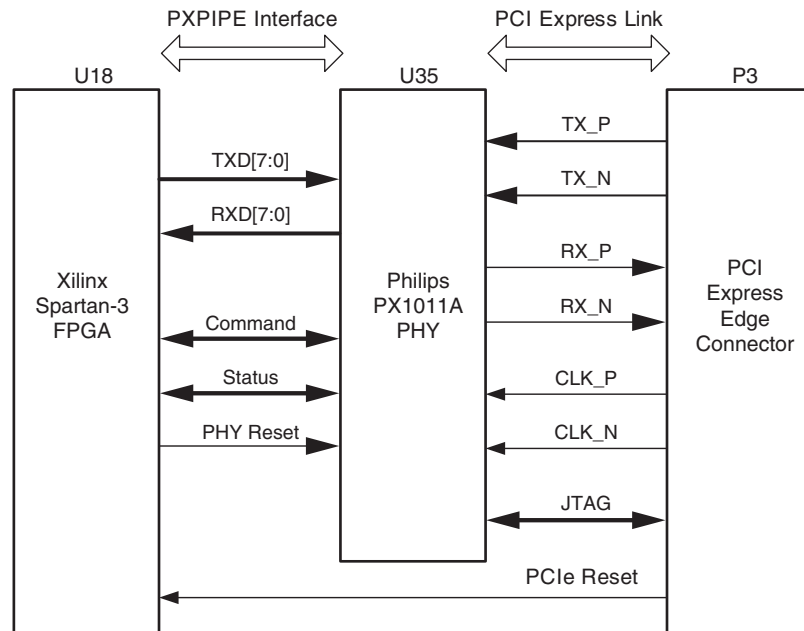 PXPIPE Interface
PCI Express Link
U18
U35
P3
TX_P
TXD[7:0]
TX_N
RXD[7:0]
RX_P
Xilinx
Spartan-3
FPGA
Philips
PX1011A
PHY
PCI
Express
Edge
Connector
RX_N
Command
Status
CLK_P
PHY Reset
CLK_N
JTAG
PCIe Reset